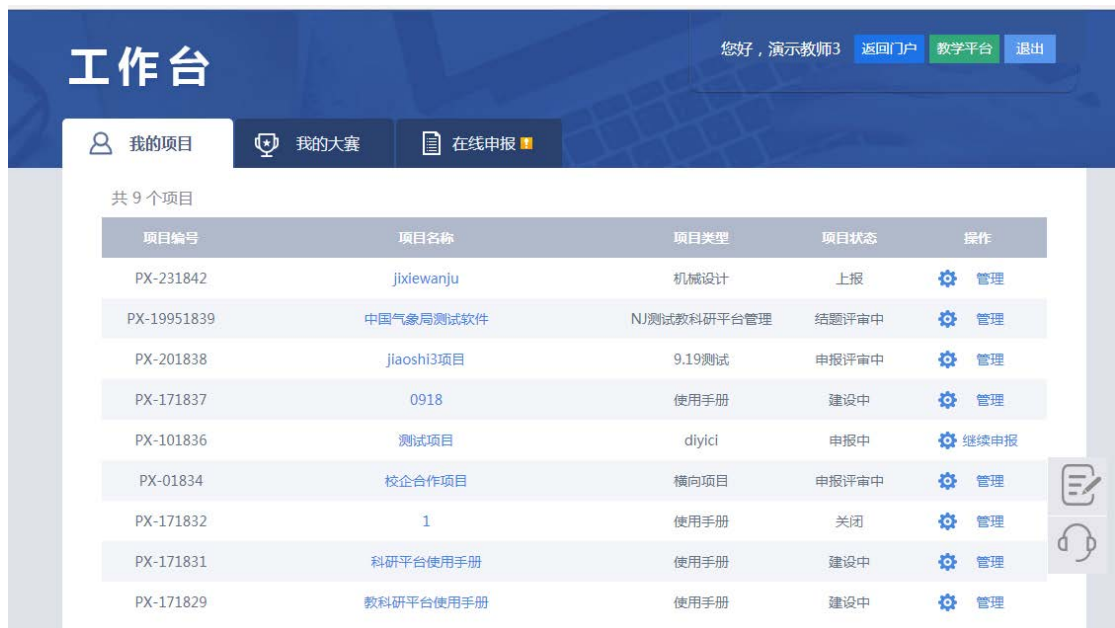 工作台
您好，演示教师3 返回门户 教学平台 退出
我的项目 我的大赛 在线申报
共 9 个项目
项目编号 项目名称 项目类型 项目状态 操作
PX-231842 jixiewanju 机械设计 上报 管理
PX-19951839 中国气象局测试软件 NJ测试教科研平台管理 结题评审中 管理
PX-201838 jiaoshi3项目 9.19测试 申报评审中 管理
PX-171837 0918 使用手册 建设中 管理
PX-101836 测试项目 diyici 申报中 继续申报
PX-01834 校企合作项目 横向项目 申报评审中 管理
PX-171832 1 使用手册 关闭 管理
PX-171831 科研平台使用手册 使用手册 建设中 管理
PX-171829 教科研平台使用手册 使用手册 建设中 管理